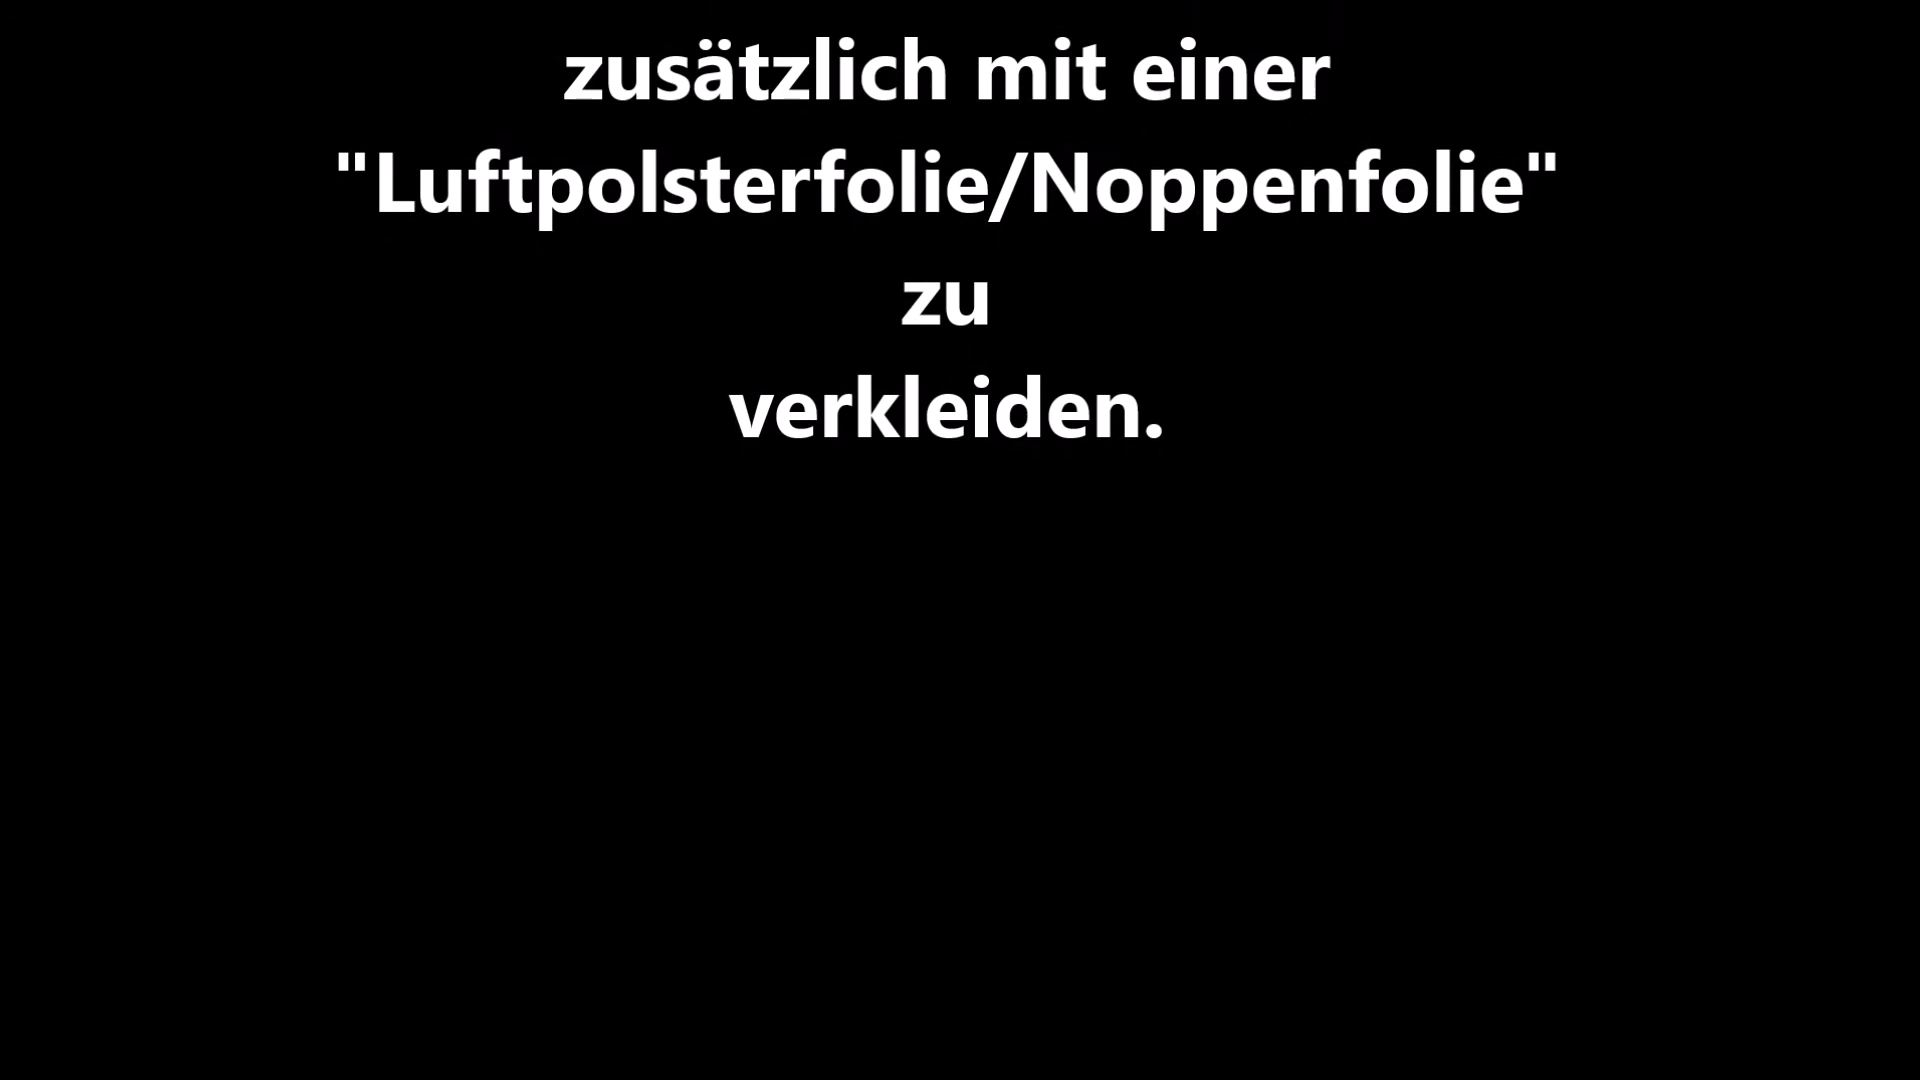 zusätzlich mit einer
"Luftpolsterfolie/Noppenfolie"
zu
verkleiden.